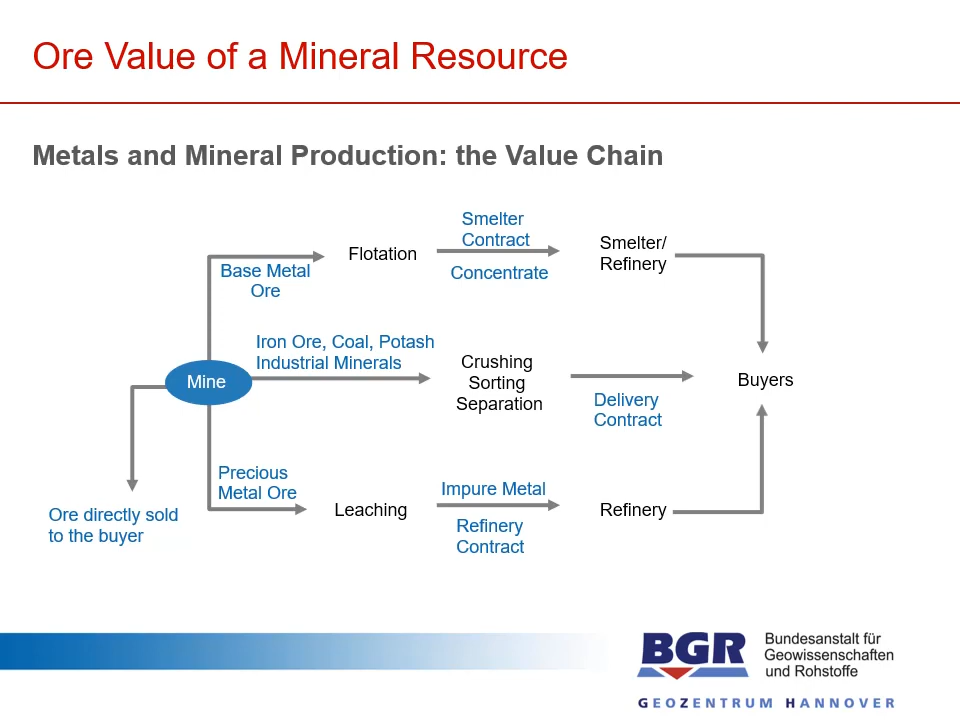 Ore Value of a Mineral Resource
Metals and Mineral Production: the Value Chain
Smelter
Contract
Flotation
Concentrate
Smelter/
Refinery
Base Metal
Ore
Iron Ore, Coal, Potash
Industrial Minerals
Mine
Crushing
Sorting
Separation
Delivery
Contract
Buyers
Precious
Metal Ore
Leaching
Impure Metal
Refinery
Contract
Refinery
Ore directly sold
to the buyer
BGR
Bundesanstalt für
Geowissenschaften
und Rohstoffe
GEOZENTRUM HANNOVER